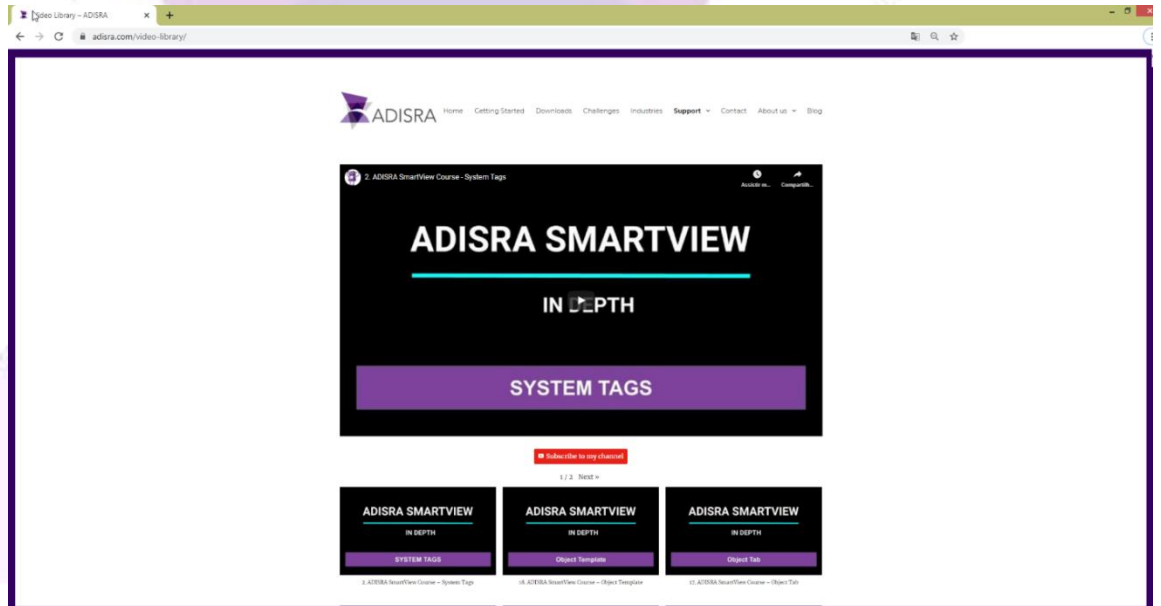 Video Library – ADISRA
adisra.com/video-library/
ADISRA
Home Getting Started Downloads Challenges Industries Support Contact About us Blog
2. ADISRA SmartView Course - System Tags
Assistir m... Compartilh...
ADISRA SMARTVIEW
IN DEPTH
SYSTEM TAGS
Subscribe to my channel
1 / 2 Next »
ADISRA SMARTVIEW ADISRA SMARTVIEW ADISRA SMARTVIEW
IN DEPTH IN DEPTH IN DEPTH
SYSTEM TAGS Object Template Object Tab
2. ADISRA SmartView Course – System Tags 18. ADISRA SmartView Course – Object Template 17. ADISRA SmartView Course – Object Tab